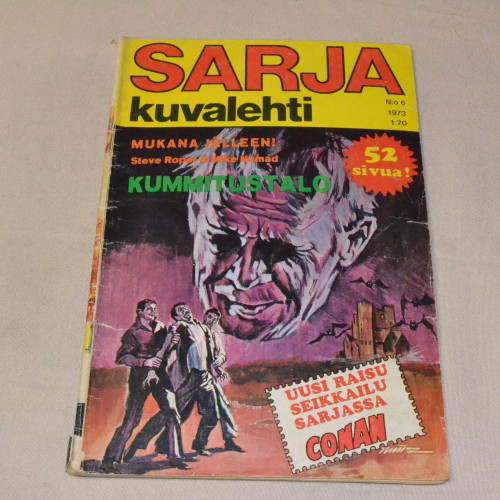 SARJA
kuvalehti
N:o 6
1973
1:70
MUKANA JÄLLEEN!
Steve Roper & Mike Nomad
KUMMITUSTALO
52
sivua!
UUSI RAISU
SEIKKAILU
SARJASSA
CONAN